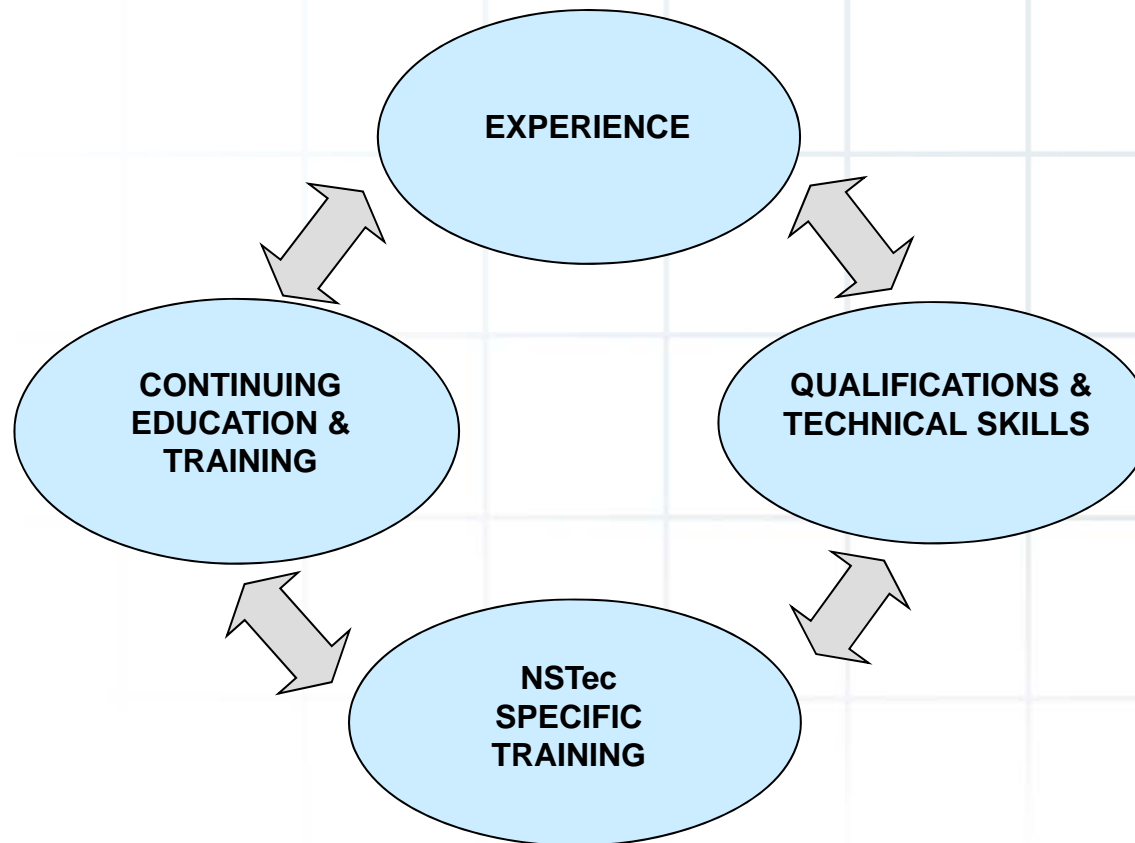 EXPERIENCE
CONTINUING
EDUCATION &
TRAINING
QUALIFICATIONS &
TECHNICAL SKILLS
NSTec
SPECIFIC
TRAINING